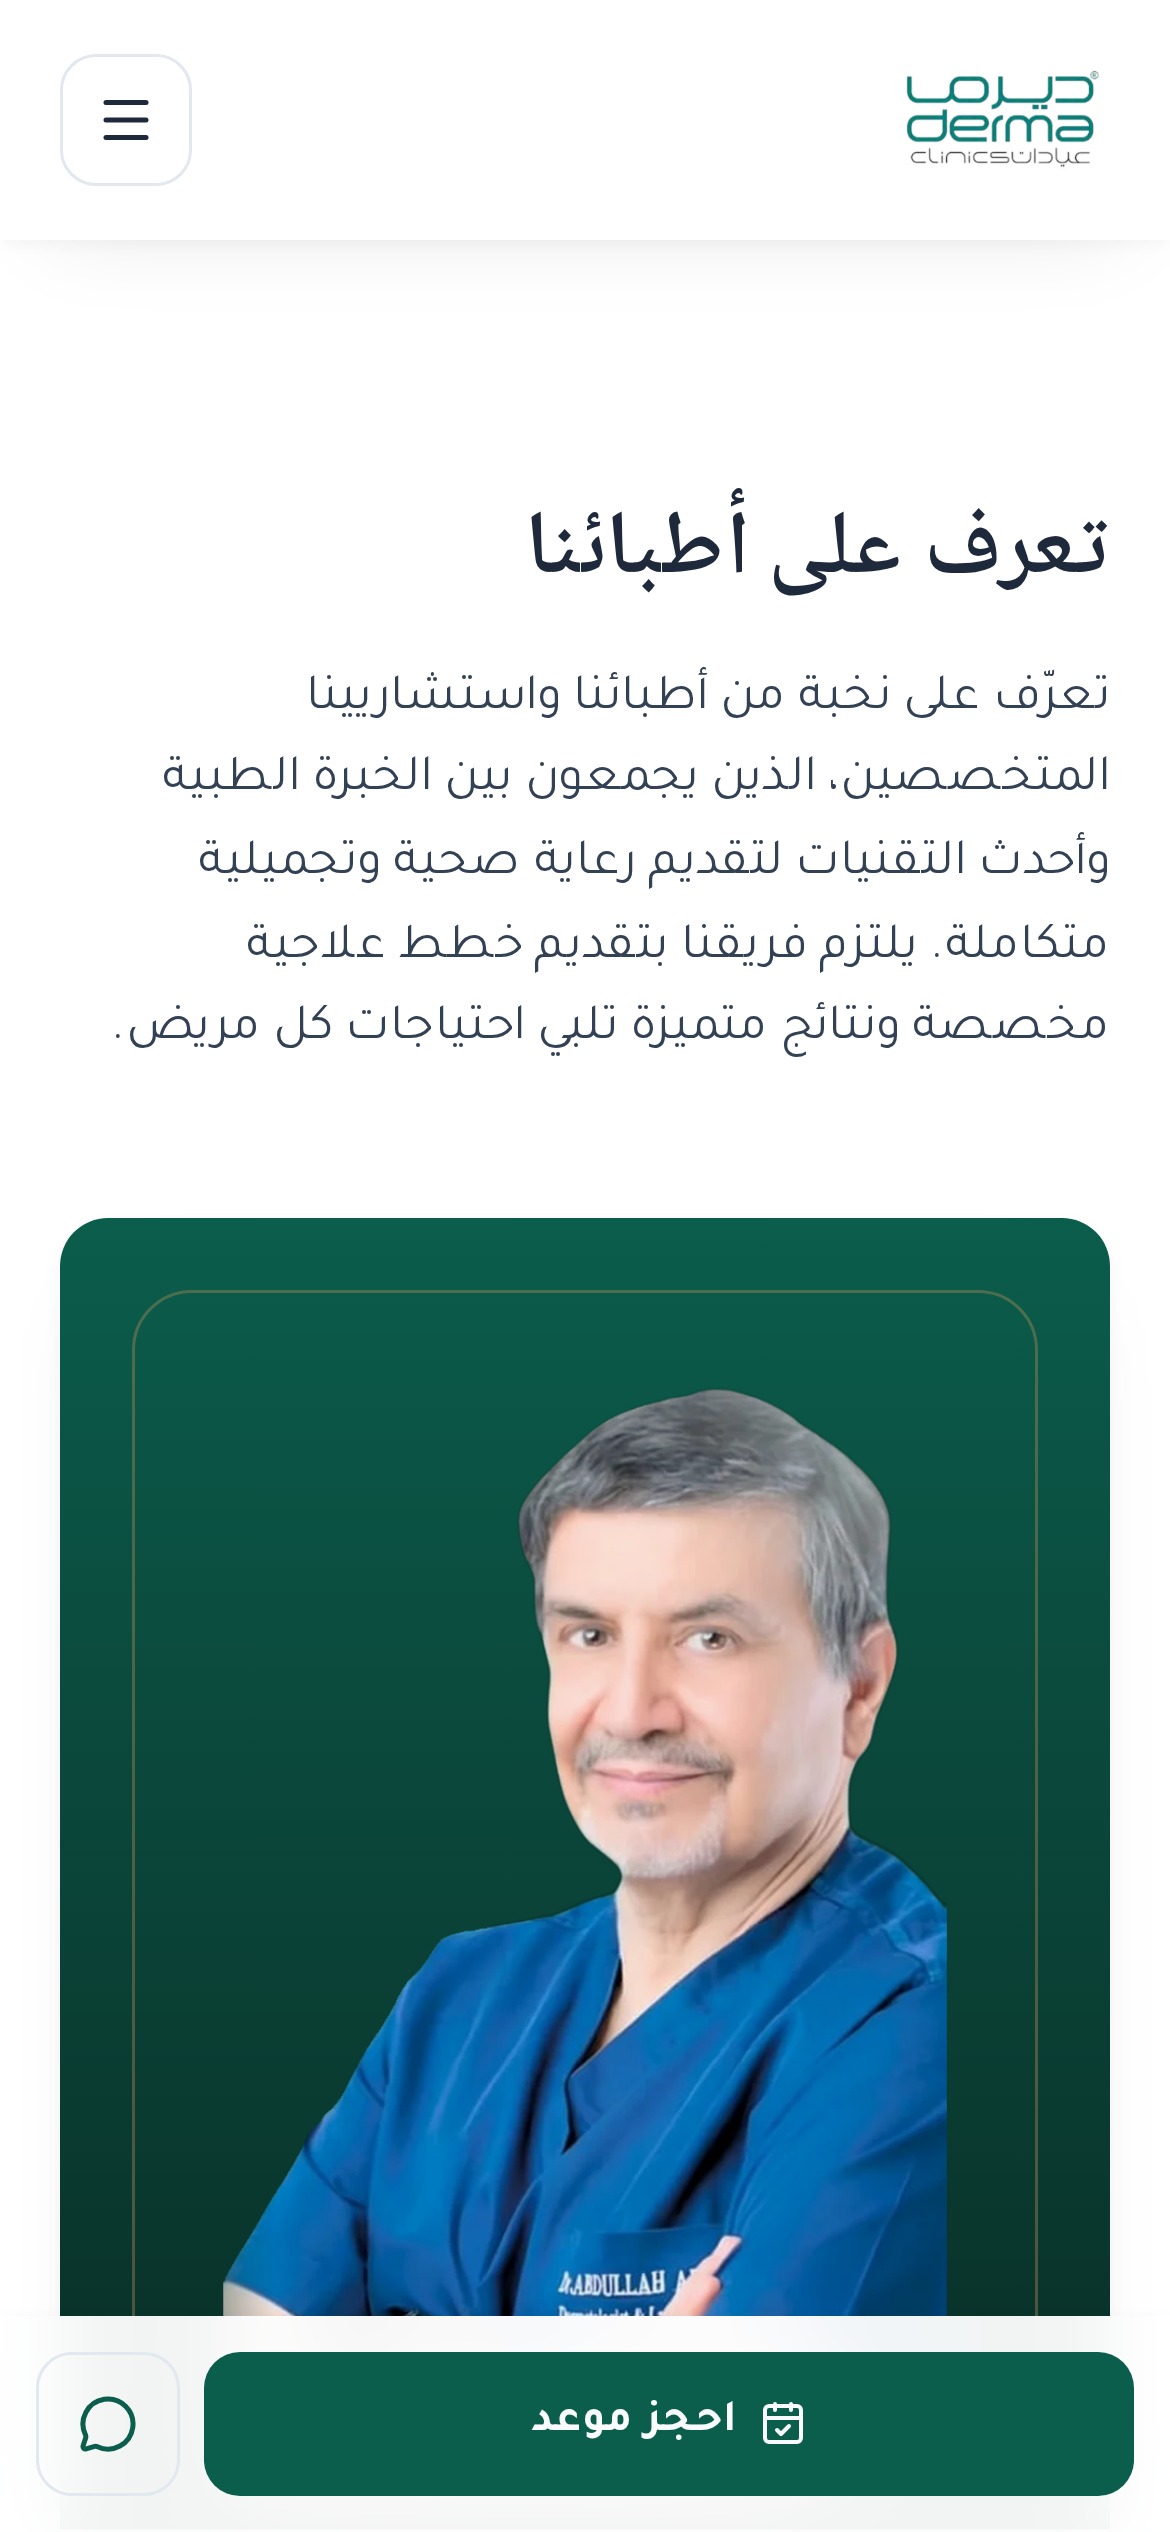 ديرما
derma
clinics عيادات
تعرف على أطبائنا
تعرّف على نخبة من أطبائنا واستشاريينا
المتخصصين، الذين يجمعون بين الخبرة الطبية
وأحدث التقنيات لتقديم رعاية صحية وتجميلية
متكاملة. يلتزم فريقنا بتقديم خطط علاجية
مخصصة ونتائج متميزة تلبي احتياجات كل مريض.
Dr.ABDULLAH
احجز موعد